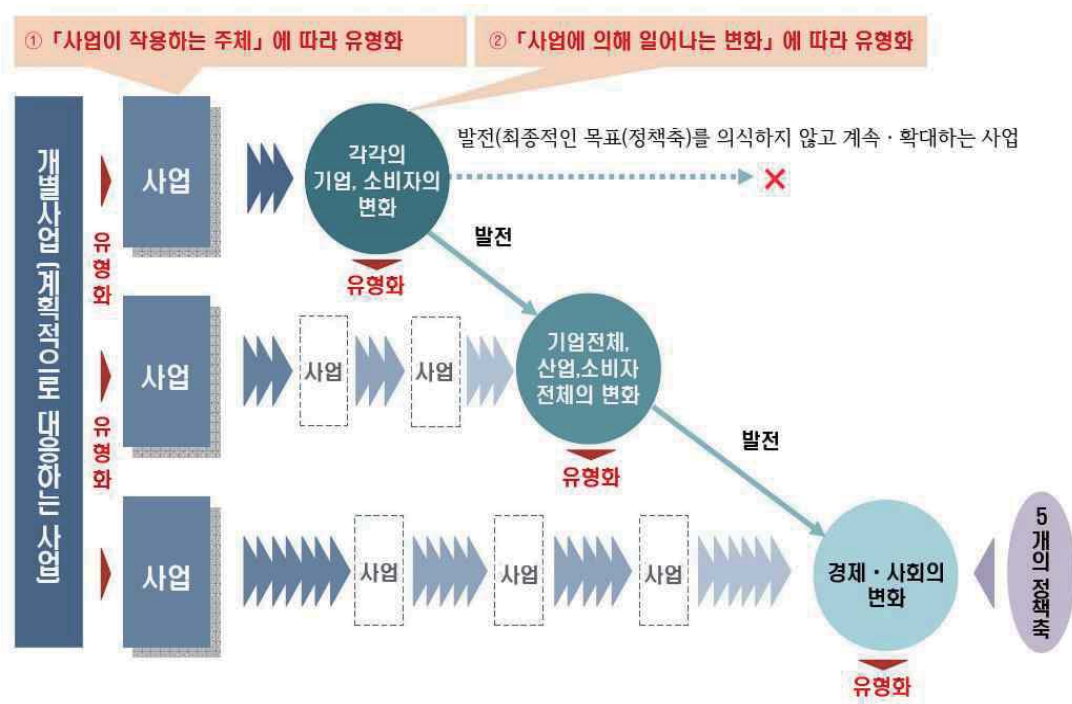 ① 「사업이 작용하는 주체」에 따라 유형화
② 「사업에 의해 일어나는 변화」에 따라 유형화
개별사업 (계획적으로 대응하는 사업)
유형화
유형화
사업
각각의
기업, 소비자의
변화
발전(최종적인 목표(정책축)를 의식하지 않고 계속 · 확대하는 사업
유형화
발전
사업
사업
사업
기업전체,
산업,소비자
전체의 변화
유형화
발전
사업
사업
사업
사업
경제 · 사회의
변화
유형화
5개의 정책축